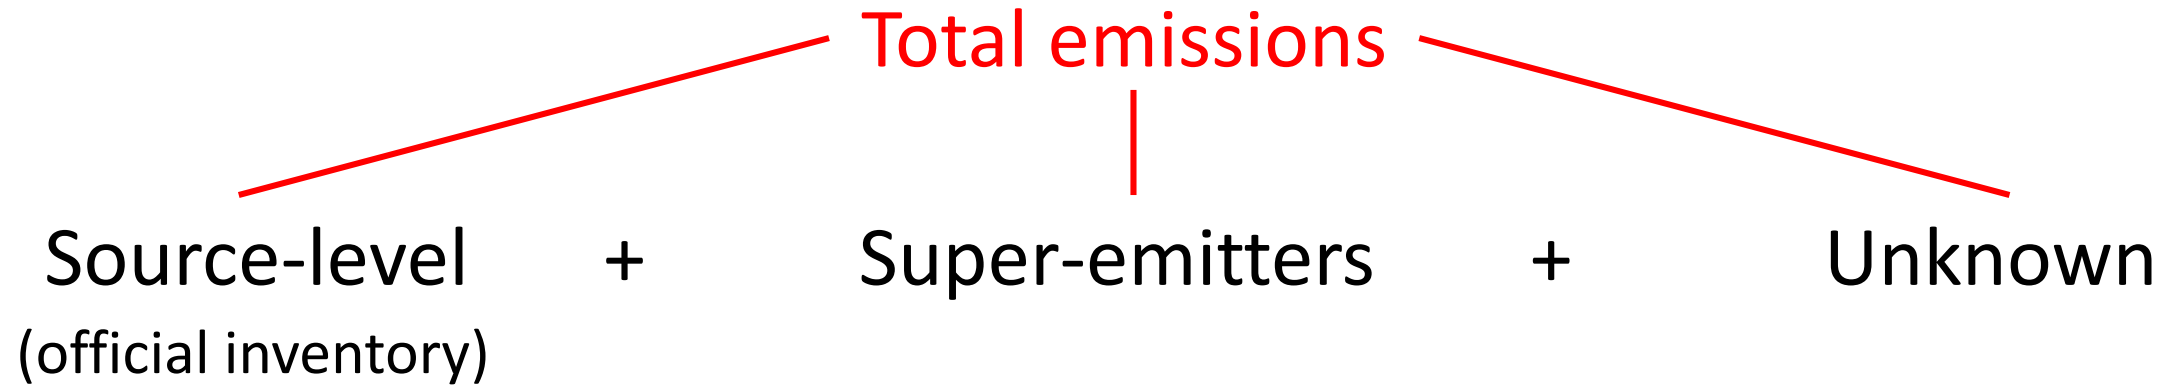 Total emissions
Source-level + Super-emitters + Unknown
(official inventory)